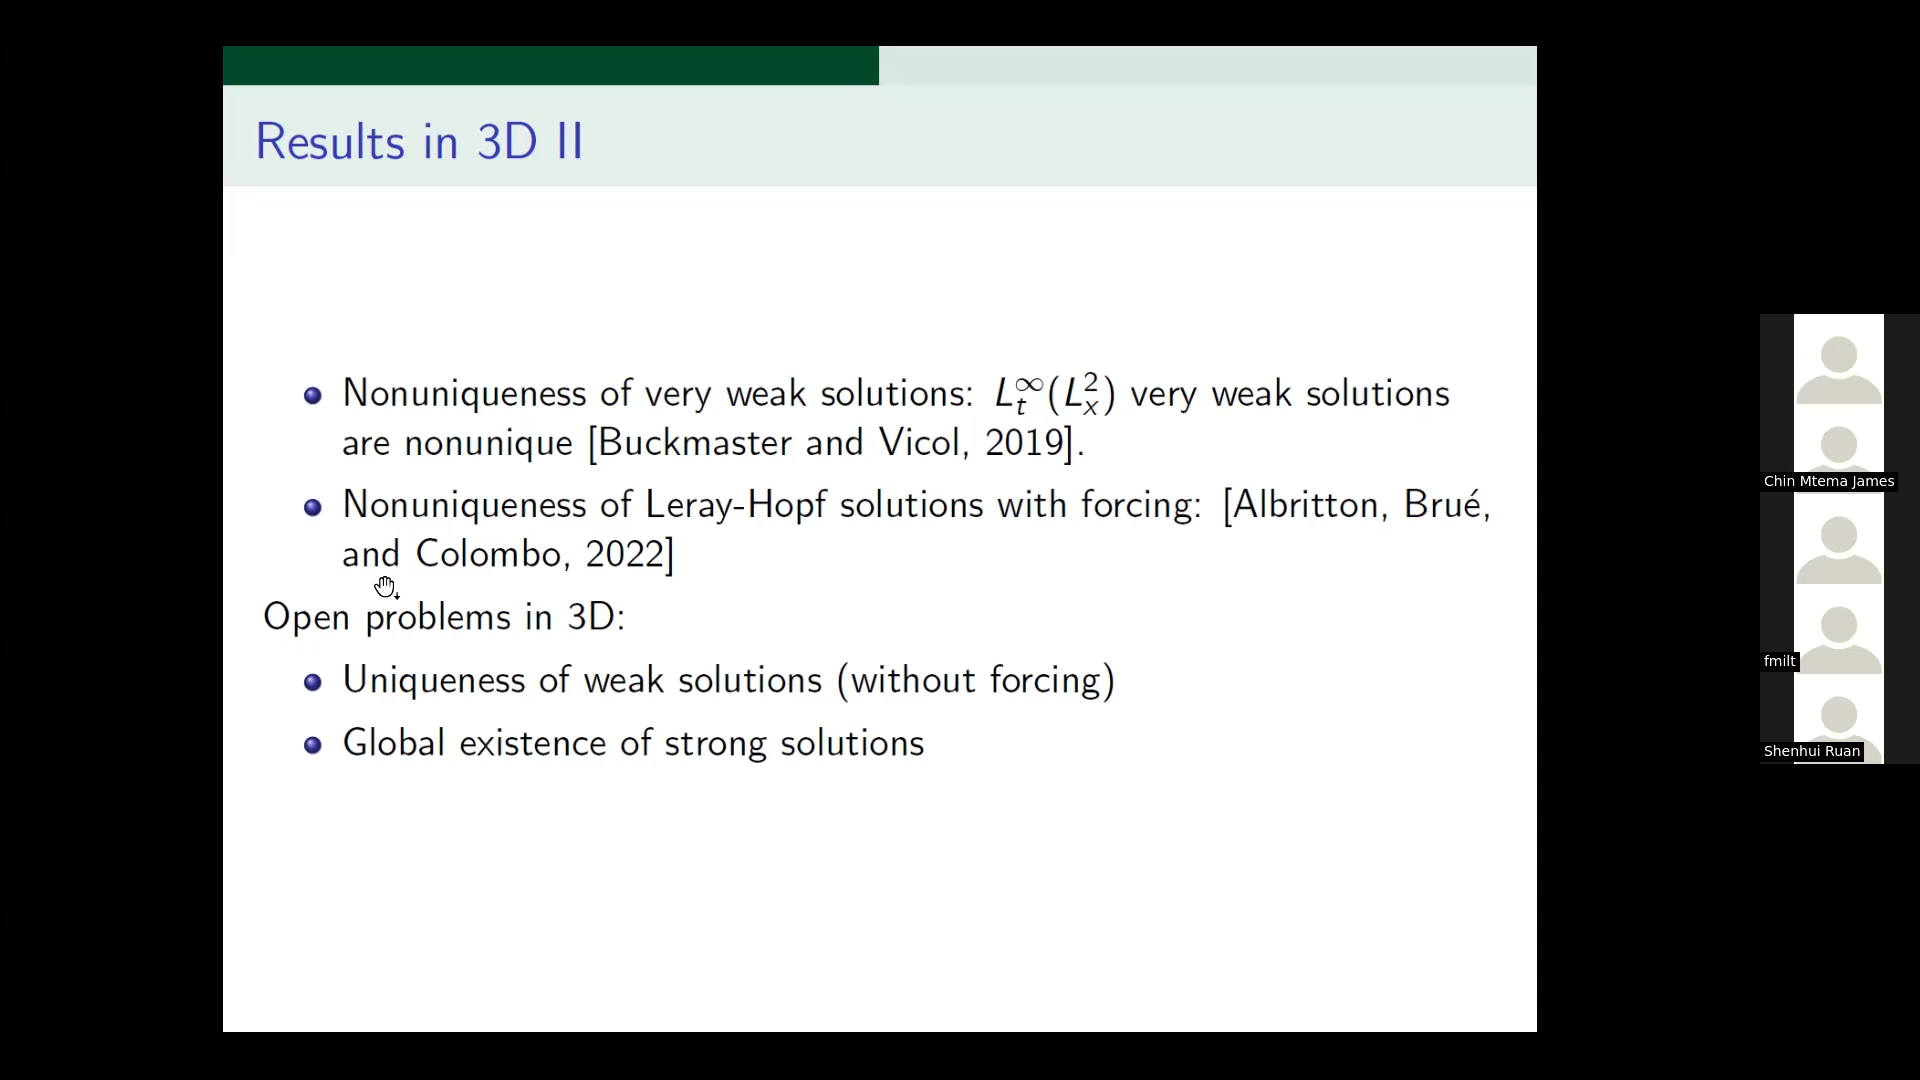 Results in 3D II
Nonuniqueness of very weak solutions: $L_t^\infty(L_x^2)$ very weak solutions
are nonunique [Buckmaster and Vicol, 2019].
Nonuniqueness of Leray-Hopf solutions with forcing: [Albritton, Brué,
and Colombo, 2022]
Open problems in 3D:
Uniqueness of weak solutions (without forcing)
Global existence of strong solutions
Chin Mtema James
fmilt
Shenhui Ruan